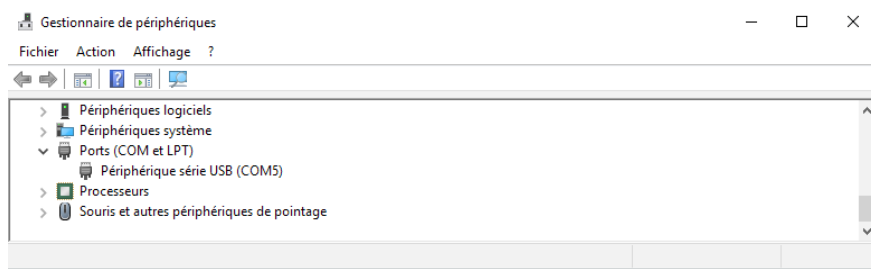 Gestionnaire de périphériques
Fichier Action Affichage ?
?
Périphériques logiciels
Périphériques système
Ports (COM et LPT)
Périphérique série USB (COM5)
Processeurs
Souris et autres périphériques de pointage